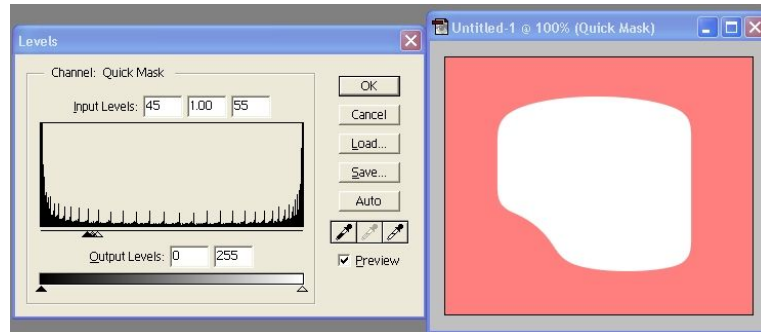 Levels
Channel: Quick Mask
Input Levels: 45 1.00 55
OK
Cancel
Load...
Save...
Auto
Output Levels: 0 255
Preview
Untitled-1 @ 100% (Quick Mask)